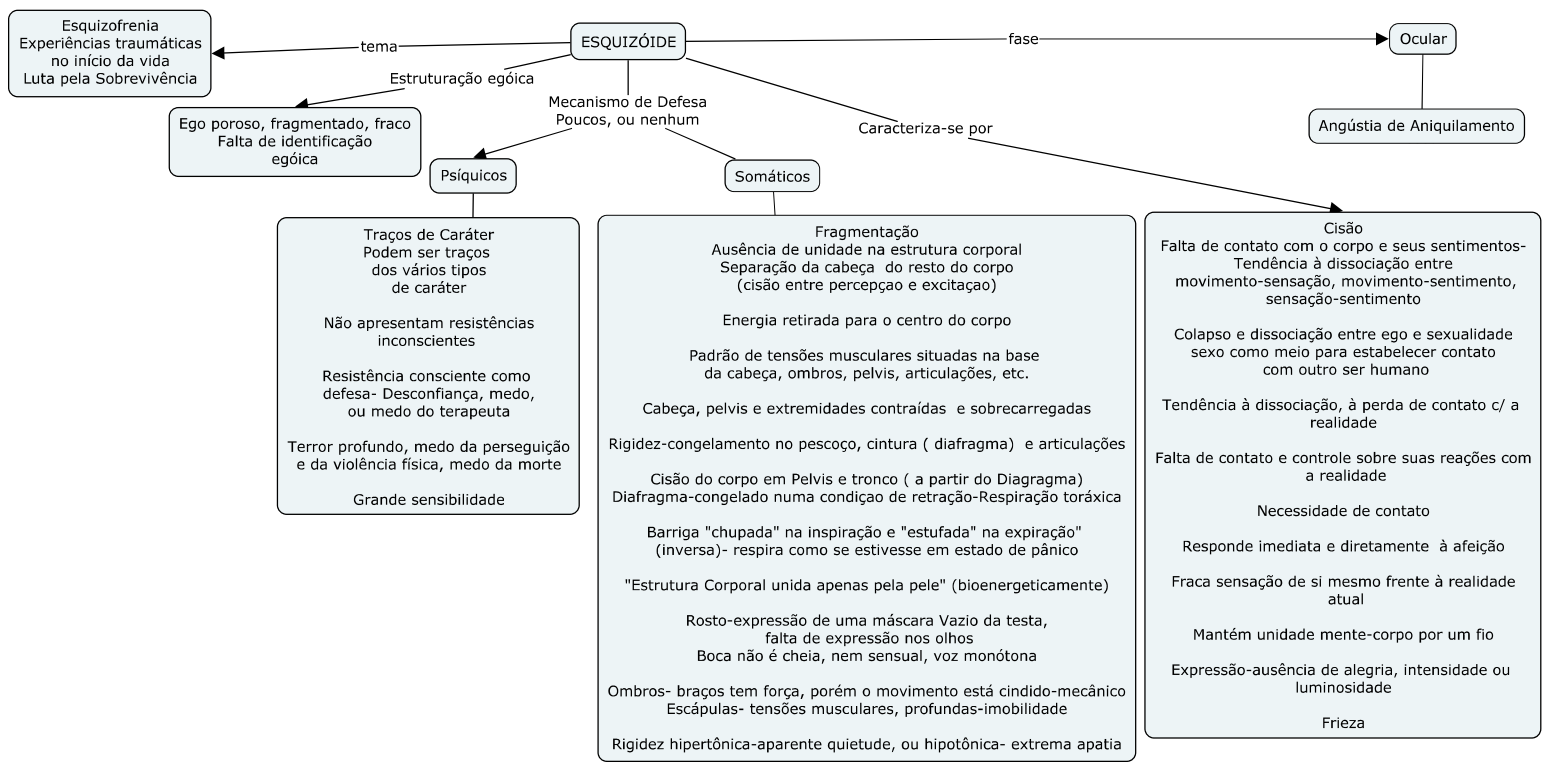 Esquizofrenia
Experiências traumáticas
no início da vida
Luta pela Sobrevivência
tema
ESQUIZÓIDE
fase
Ocular
Estruturação egóica
Ego poroso, fragmentado, fraco
Falta de identificação
egóica
Mecanismo de Defesa
Poucos, ou nenhum
Caracteriza-se por
Angústia de Aniquilamento
Psíquicos
Somáticos
Traços de Caráter
Podem ser traços
dos vários tipos
de caráter
Não apresentam resistências
inconscientes
Resistência consciente como
defesa- Desconfiança, medo,
ou medo do terapeuta
Terror profundo, medo da perseguição
e da violência física, medo da morte
Grande sensibilidade
Fragmentação
Ausência de unidade na estrutura corporal
Separação da cabeça do resto do corpo
(cisão entre percepçao e excitaçao)
Energia retirada para o centro do corpo
Padrão de tensões musculares situadas na base
da cabeça, ombros, pelvis, articulações, etc.
Cabeça, pelvis e extremidades contraídas e sobrecarregadas
Rigidez-congelamento no pescoço, cintura ( diafragma) e articulações
Cisão do corpo em Pelvis e tronco ( a partir do Diagragma)
Diafragma-congelado numa condiçao de retração-Respiração toráxica
Barriga "chupada" na inspiração e "estufada" na expiração"
(inversa)- respira como se estivesse em estado de pânico
"Estrutura Corporal unida apenas pela pele" (bioenergeticamente)
Rosto-expressão de uma máscara Vazio da testa,
falta de expressão nos olhos
Boca não é cheia, nem sensual, voz monótona
Ombros- braços tem força, porém o movimento está cindido-mecânico
Escápulas- tensões musculares, profundas-imobilidade
Rigidez hipertônica-aparente quietude, ou hipotônica- extrema apatia
Cisão
Falta de contato com o corpo e seus sentimentos-
Tendência à dissociação entre
movimento-sensação, movimento-sentimento,
sensação-sentimento
Colapso e dissociação entre ego e sexualidade
sexo como meio para estabelecer contato
com outro ser humano
Tendência à dissociação, à perda de contato c/ a
realidade
Falta de contato e controle sobre suas reações com
a realidade
Necessidade de contato
Responde imediata e diretamente à afeição
Fraca sensação de si mesmo frente à realidade
atual
Mantém unidade mente-corpo por um fio
Expressão-ausência de alegria, intensidade ou
luminosidade
Frieza